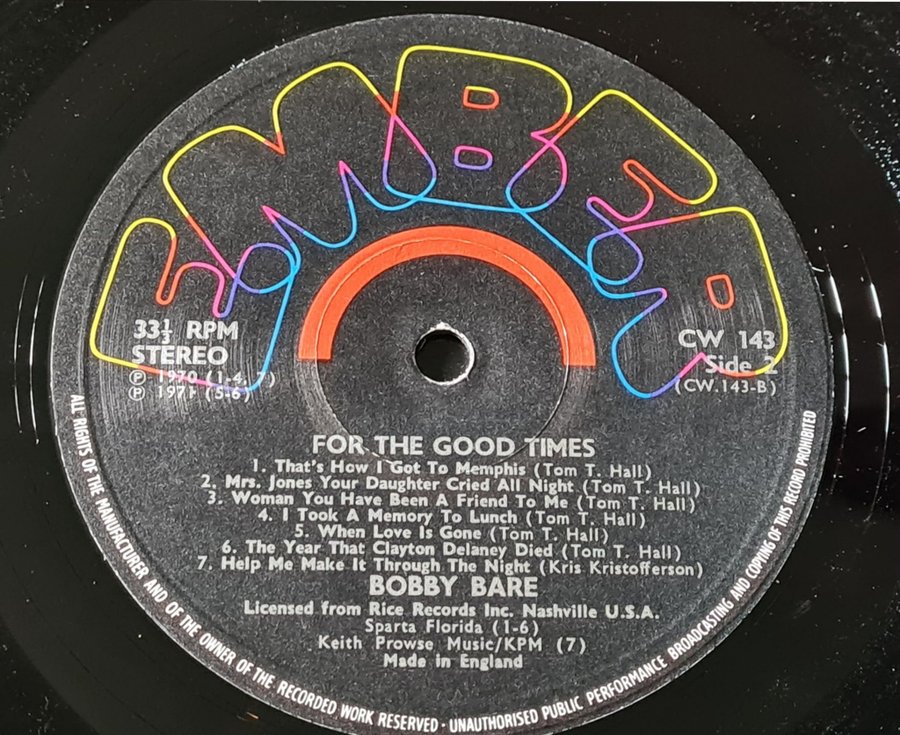 EMBER
33⅓ RPM
STEREO
℗ 1970 (1-4, 7)
℗ 1971 (5-6)
CW 143
Side 2
(CW.143-B)
FOR THE GOOD TIMES
1. That's How I Got To Memphis (Tom T. Hall)
2. Mrs. Jones Your Daughter Cried All Night (Tom T. Hall)
3. Woman You Have Been A Friend To Me (Tom T. Hall)
4. I Took A Memory To Lunch (Tom T. Hall)
5. When Love Is Gone (Tom T. Hall)
6. The Year That Clayton Delaney Died (Tom T. Hall)
7. Help Me Make It Through The Night (Kris Kristofferson)
BOBBY BARE
Licensed from Rice Records Inc. Nashville U.S.A.
Sparta Florida (1-6)
Keith Prowse Music/KPM (7)
Made in England
ALL RIGHTS OF THE MANUFACTURER AND OF THE OWNER OF THE RECORDED WORK RESERVED · UNAUTHORISED PUBLIC PERFORMANCE BROADCASTING AND COPYING OF THIS RECORD PROHIBITED